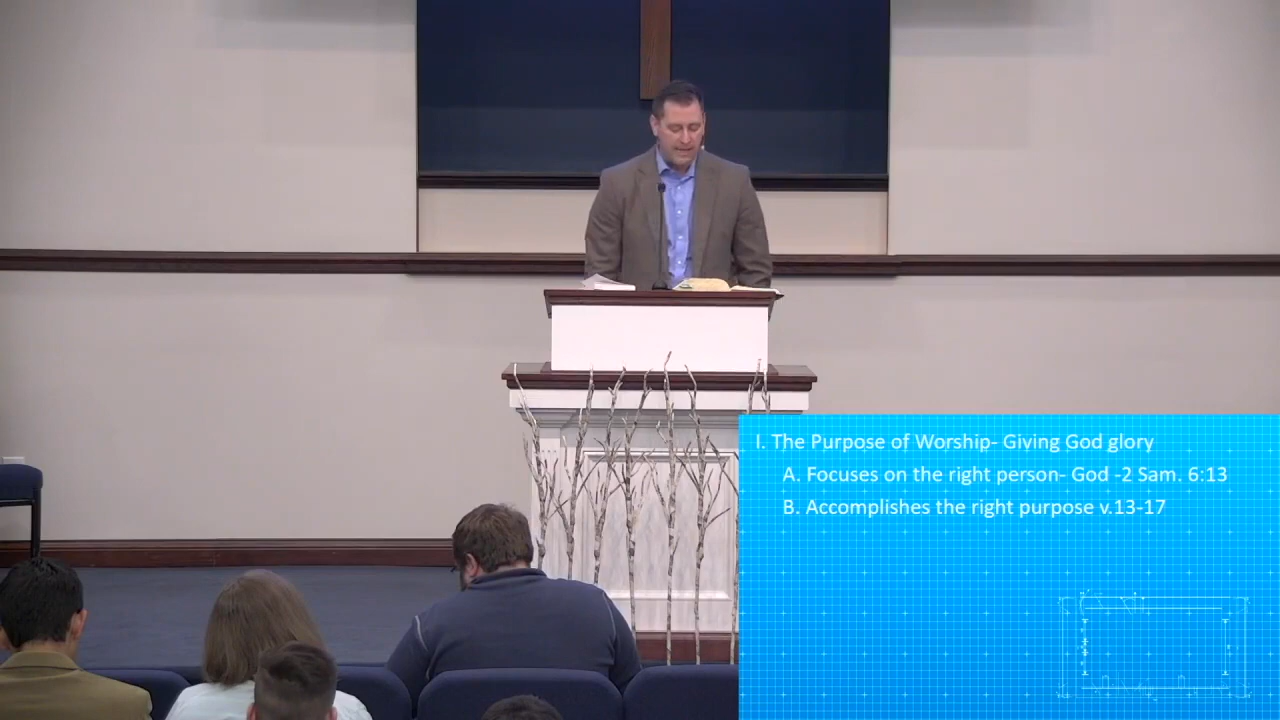 I. The Purpose of Worship- Giving God glory
A. Focuses on the right person- God -2 Sam. 6:13
B. Accomplishes the right purpose v.13-17